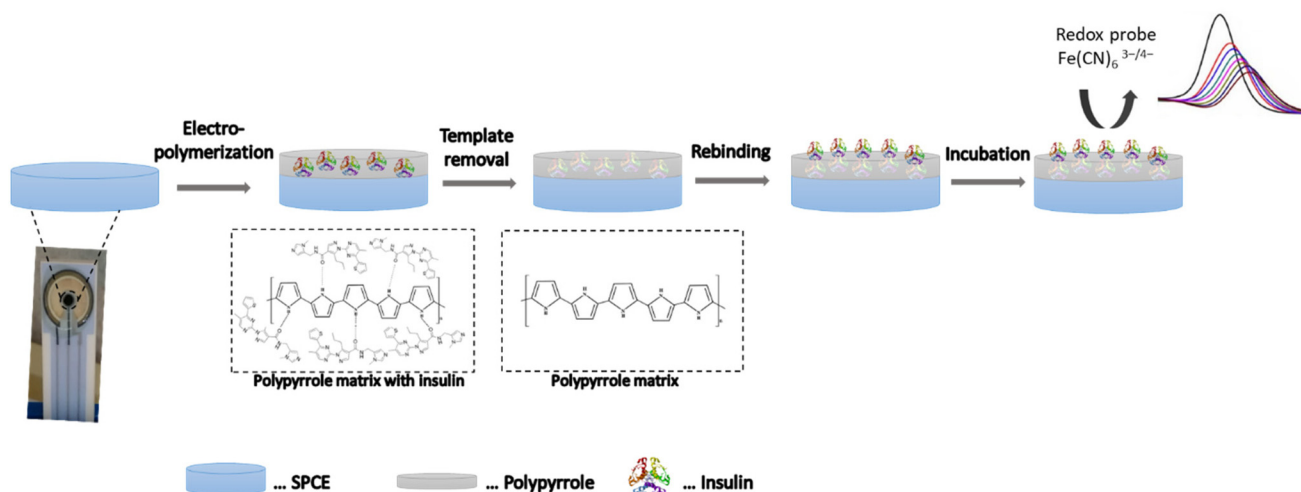 Redox probe
Fe(CN)6 3−/4−
Electro-
polymerization
Template
removal
Rebinding
Incubation
Polypyrrole matrix with insulin
Polypyrrole matrix
... SPCE
... Polypyrrole
... Insulin